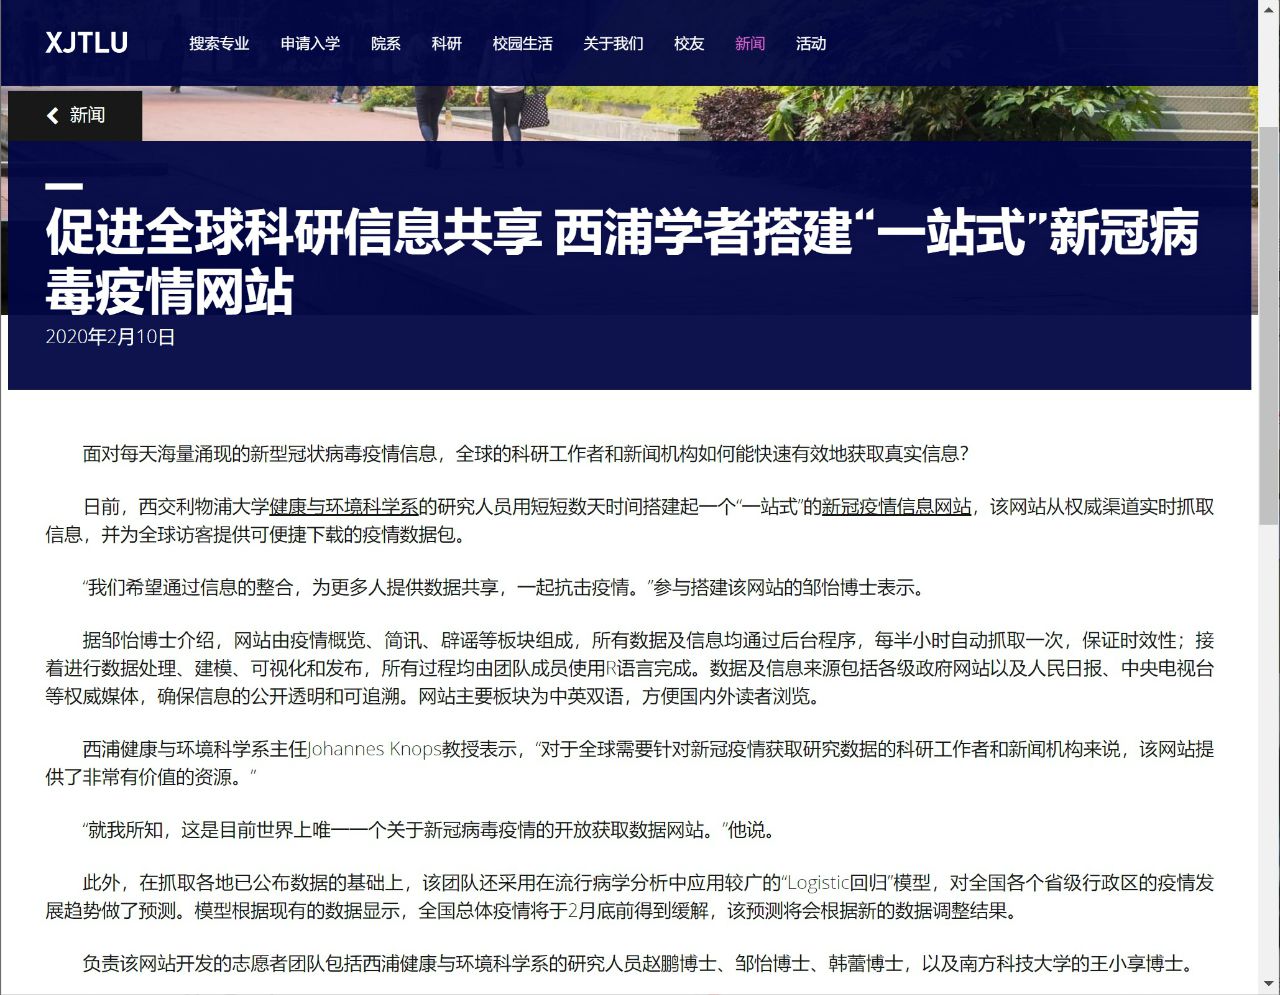 XJTLU 搜索专业 申请入学 院系 科研 校园生活 关于我们 校友 新闻 活动
新闻
促进全球科研信息共享 西浦学者搭建“一站式”新冠病
毒疫情网站
2020年2月10日
面对每天海量涌现的新型冠状病毒疫情信息，全球的科研工作者和新闻机构如何能快速有效地获取真实信息？
日前，西交利物浦大学健康与环境科学系的研究人员用短短数天时间搭建起一个“一站式”的新冠疫情信息网站，该网站从权威渠道实时抓取
信息，并为全球访客提供可便捷下载的疫情数据包。
“我们希望通过信息的整合，为更多人提供数据共享，一起抗击疫情。”参与搭建该网站的邹怡博士表示。
据邹怡博士介绍，网站由疫情概览、简讯、辟谣等板块组成，所有数据及信息均通过后台程序，每半小时自动抓取一次，保证时效性；接
着进行数据处理、建模、可视化和发布，所有过程均由团队成员使用R语言完成。数据及信息来源包括各级政府网站以及人民日报、中央电视台
等权威媒体，确保信息的公开透明和可追溯。网站主要板块为中英双语，方便国内外读者浏览。
西浦健康与环境科学系主任Johannes Knops教授表示，“对于全球需要针对新冠疫情获取研究数据的科研工作者和新闻机构来说，该网站提
供了非常有价值的资源。”
“就我所知，这是目前世界上唯一一个关于新冠病毒疫情的开放获取数据网站。”他说。
此外，在抓取各地已公布数据的基础上，该团队还采用在流行病学分析中应用较广的“Logistic回归”模型，对全国各个省级行政区的疫情发
展趋势做了预测。模型根据现有的数据显示，全国总体疫情将于2月底前得到缓解，该预测将会根据新的数据调整结果。
负责该网站开发的志愿者团队包括西浦健康与环境科学系的研究人员赵鹏博士、邹怡博士、韩蕾博士，以及南方科技大学的王小享博士。